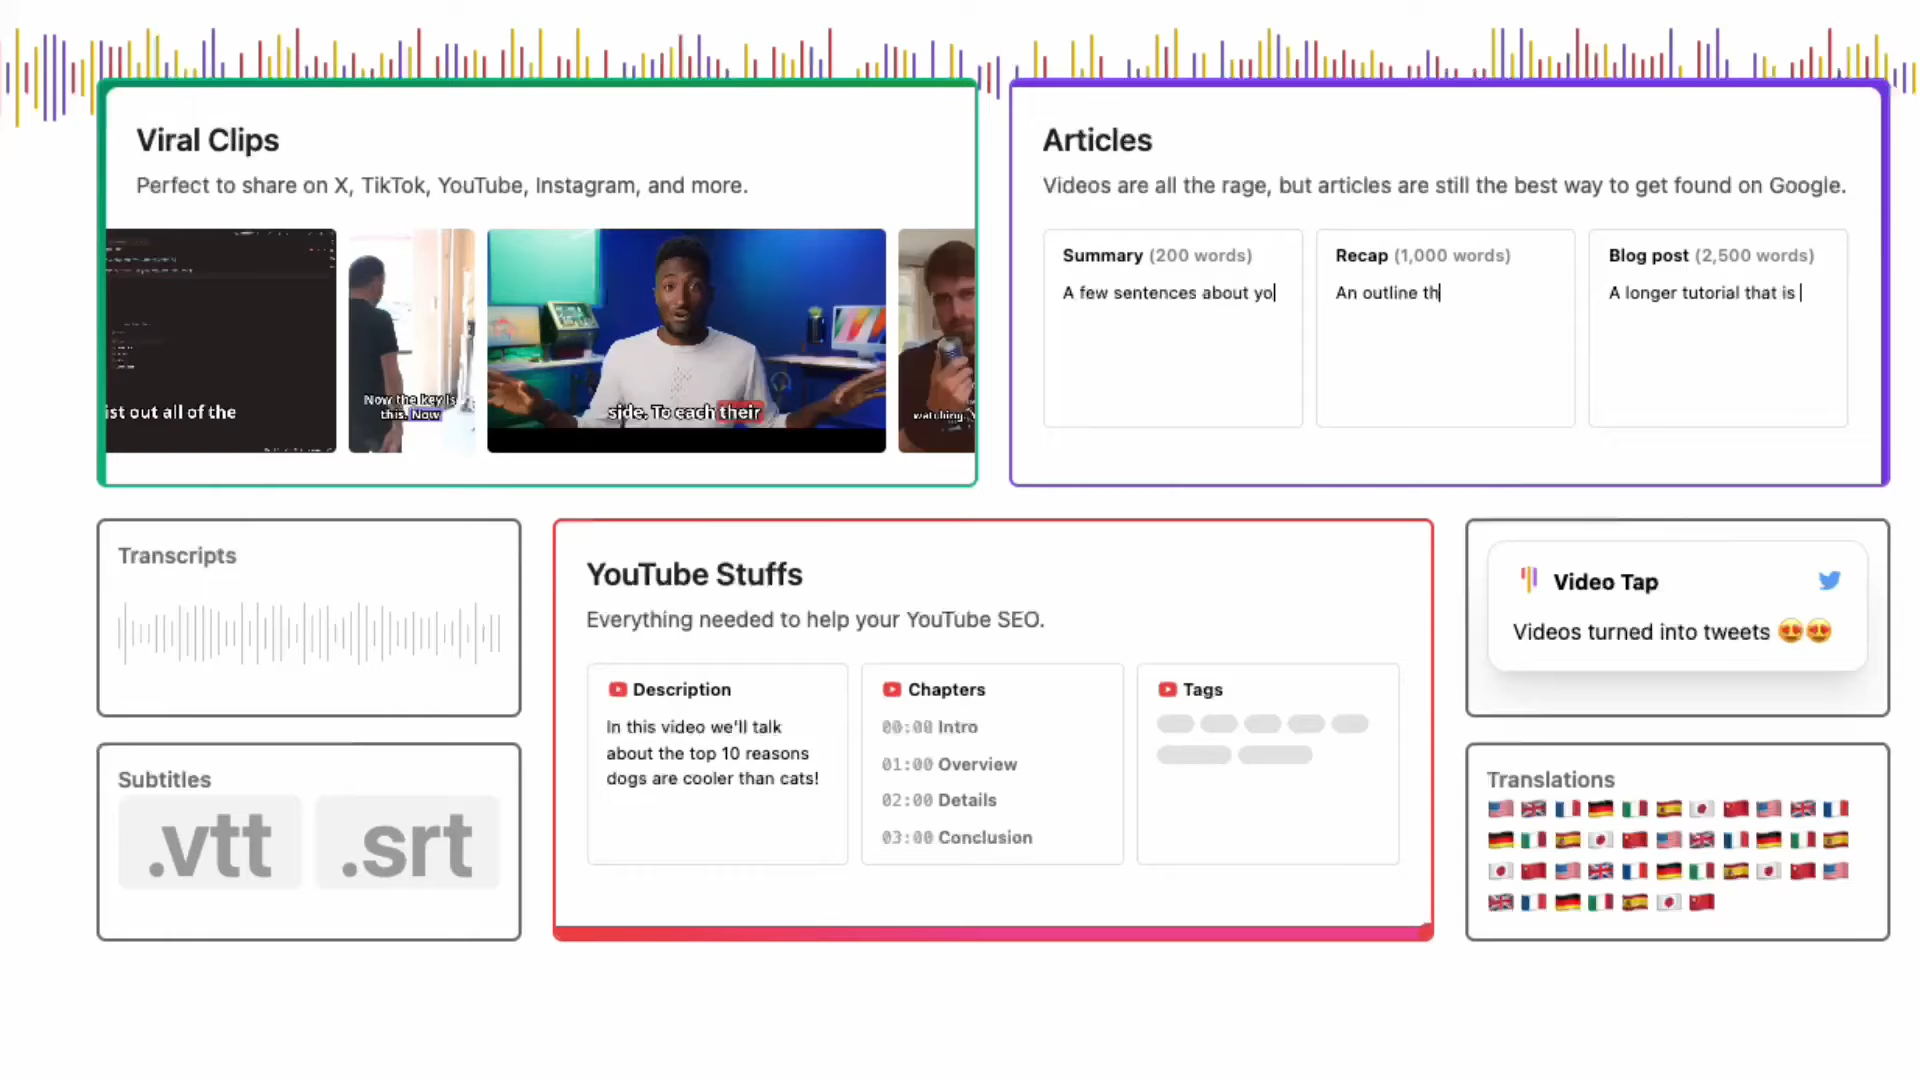 Viral Clips
Perfect to share on X, TikTok, YouTube, Instagram, and more.
ist out all of the
Now the key is
this. Now
side. To each their
watching.
Articles
Videos are all the rage, but articles are still the best way to get found on Google.
Summary (200 words)
A few sentences about yo
Recap (1,000 words)
An outline th
Blog post (2,500 words)
A longer tutorial that is
Transcripts
Subtitles
.vtt
.srt
YouTube Stuffs
Everything needed to help your YouTube SEO.
Description
In this video we'll talk
about the top 10 reasons
dogs are cooler than cats!
Chapters
00:00 Intro
01:00 Overview
02:00 Details
03:00 Conclusion
Tags
Video Tap
Videos turned into tweets 😍😍
Translations